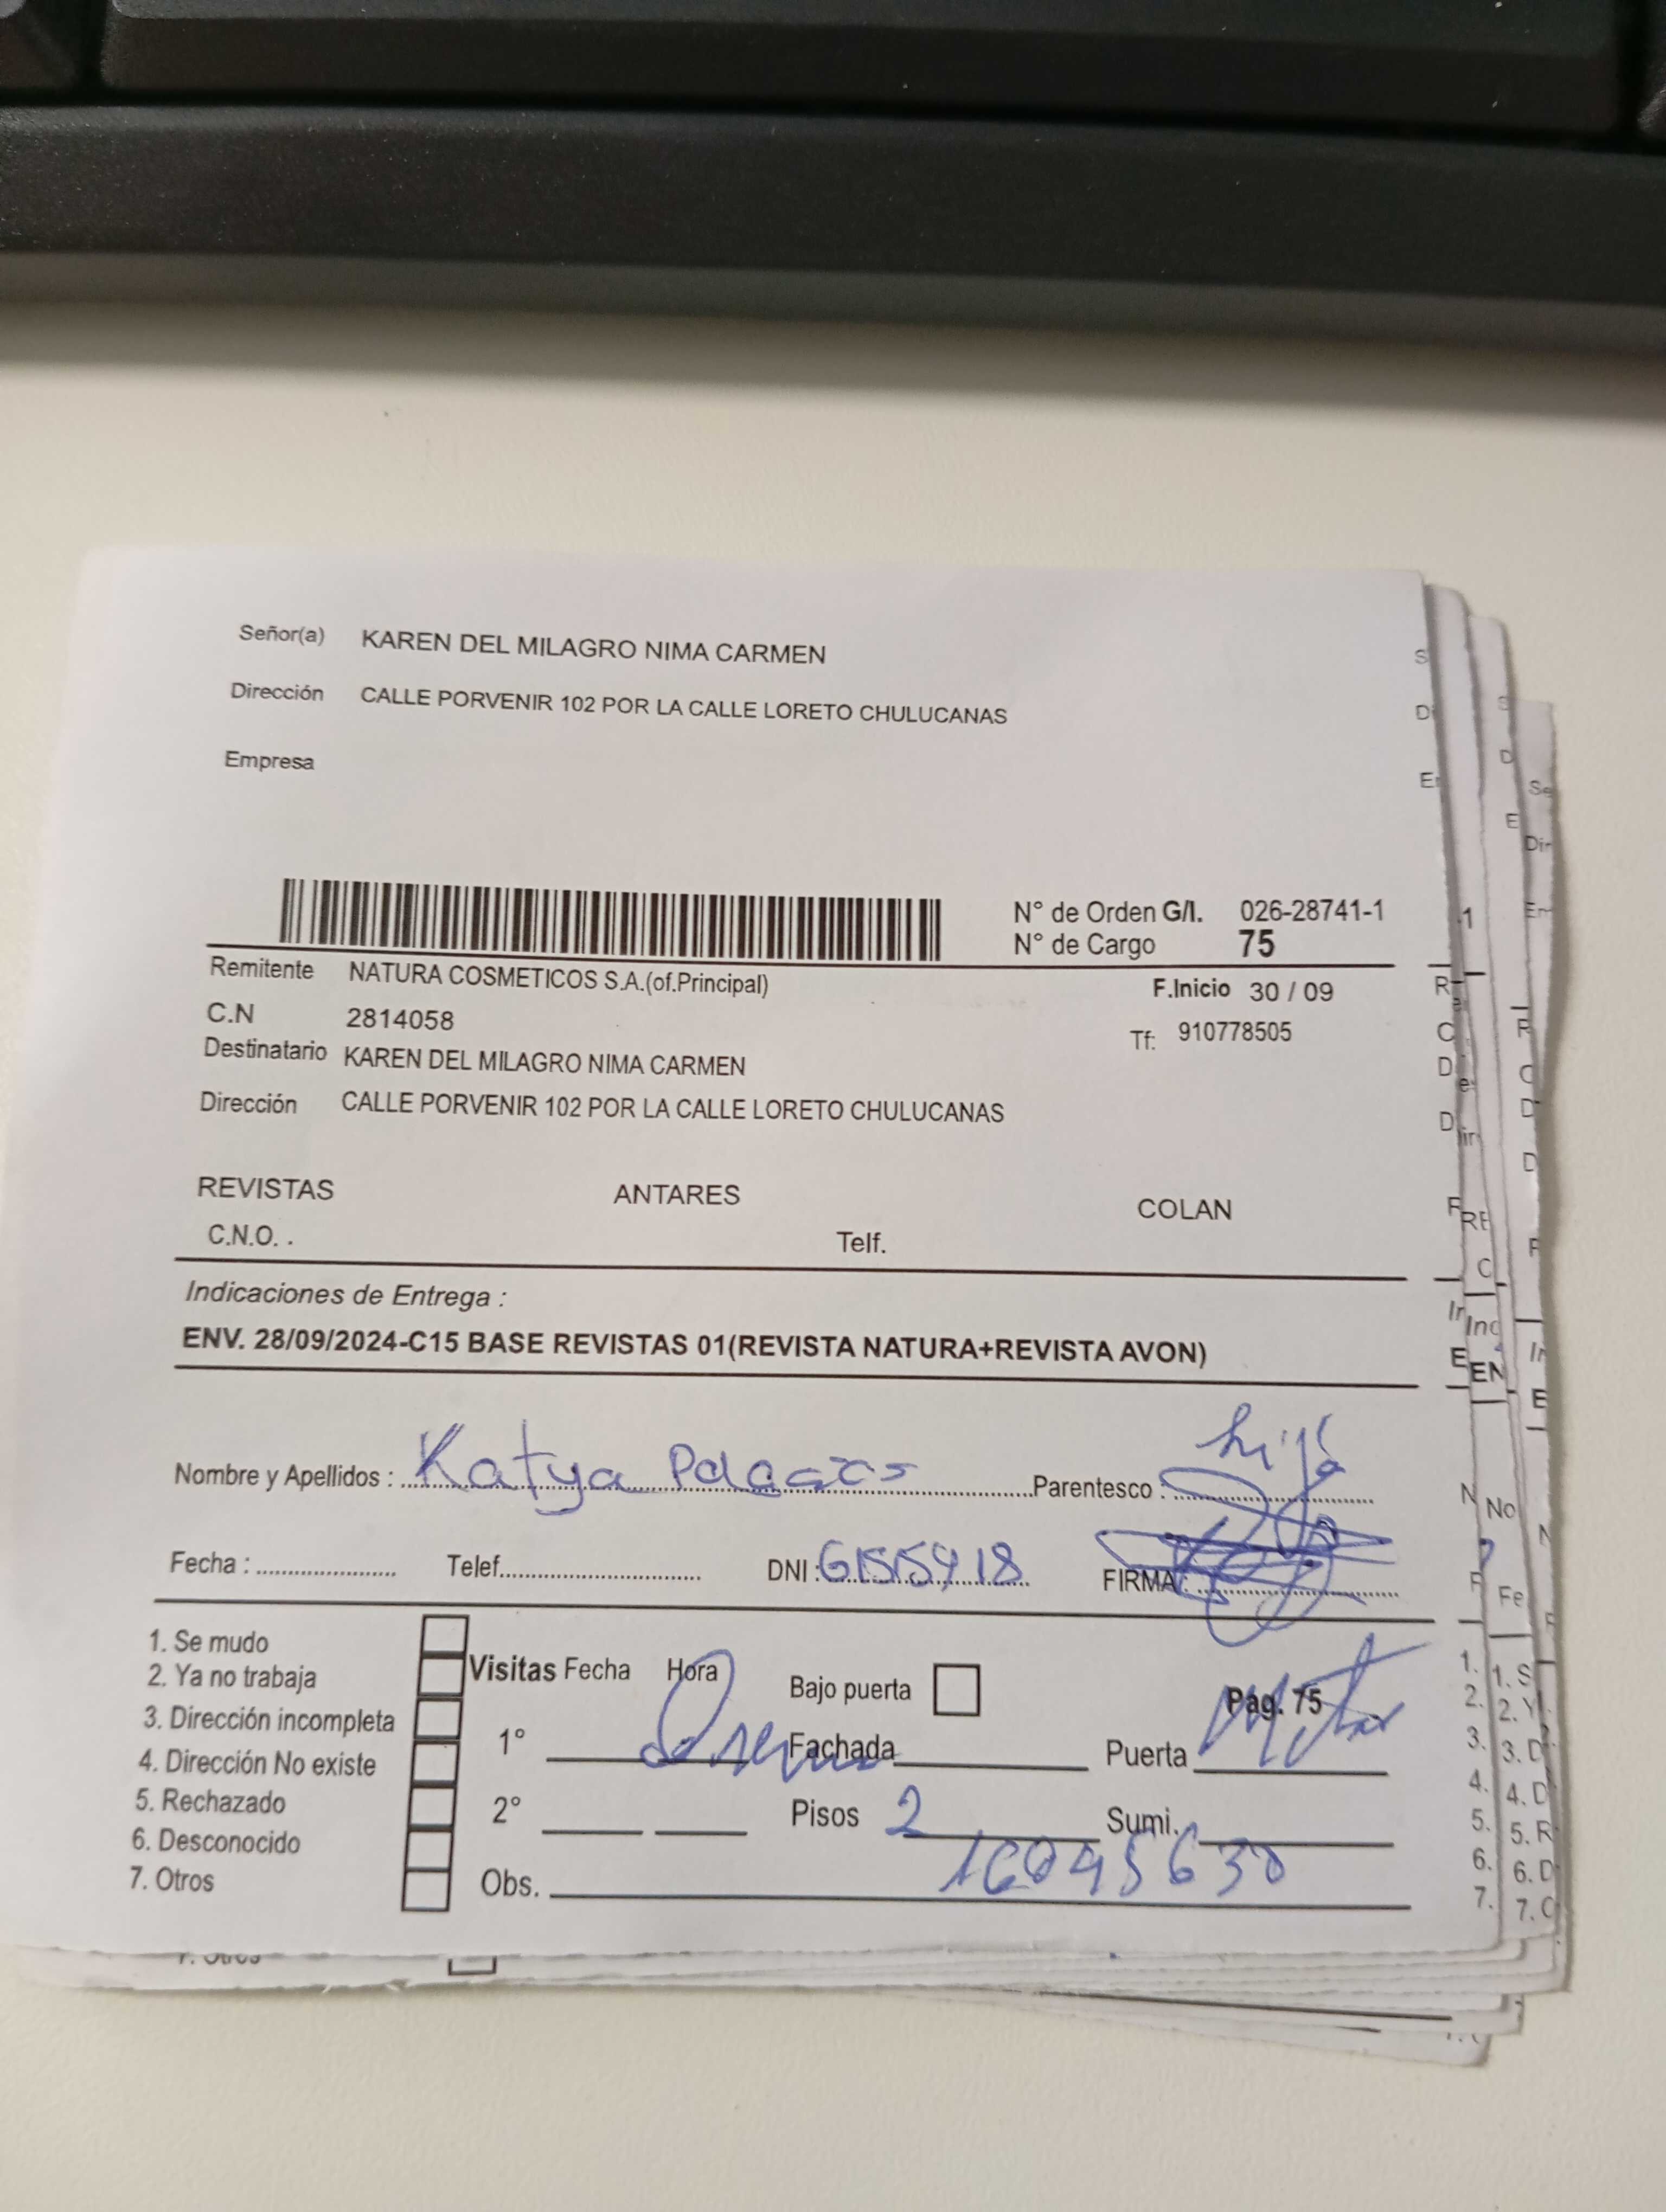 Señor(a) KAREN DEL MILAGRO NIMA CARMEN
Dirección CALLE PORVENIR 102 POR LA CALLE LORETO CHULUCANAS
Empresa
N° de Orden G/I. 026-28741-1
N° de Cargo 75
Remitente NATURA COSMETICOS S.A.(of.Principal) F.Inicio 30 / 09
C.N 2814058 Tf: 910778505
Destinatario KAREN DEL MILAGRO NIMA CARMEN
Dirección CALLE PORVENIR 102 POR LA CALLE LORETO CHULUCANAS
REVISTAS ANTARES COLAN
C.N.O. . Telf.
Indicaciones de Entrega :
ENV. 28/09/2024-C15 BASE REVISTAS 01(REVISTA NATURA+REVISTA AVON)
Nombre y Apellidos : Katya Parentesco : hija
Fecha : Telef. DNI : 61515918 FIRMA :
1. Se mudo
2. Ya no trabaja
3. Dirección incompleta
4. Dirección No existe
5. Rechazado
6. Desconocido
7. Otros
Visitas Fecha Hora Bajo puerta Pag. 75
1° Fachada Puerta
2° Pisos 2 Sumi.
Obs. 160945630